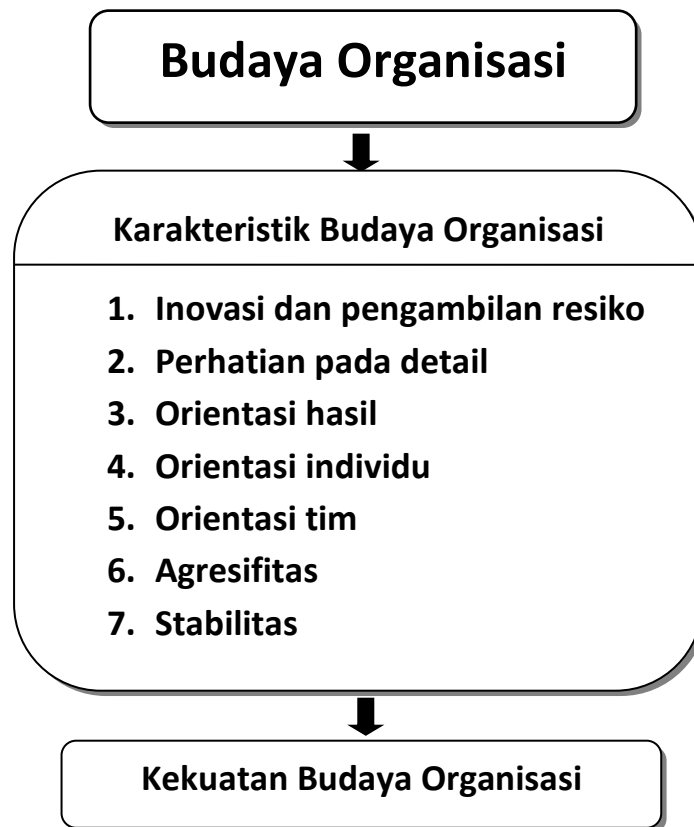 Budaya Organisasi
Karakteristik Budaya Organisasi
1. Inovasi dan pengambilan resiko
2. Perhatian pada detail
3. Orientasi hasil
4. Orientasi individu
5. Orientasi tim
6. Agresifitas
7. Stabilitas
Kekuatan Budaya Organisasi